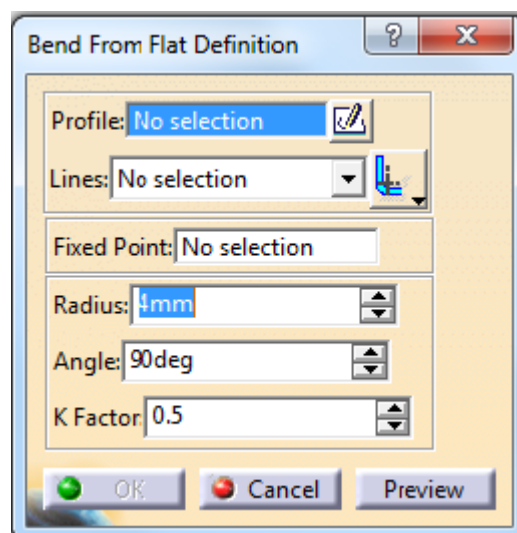 Bend From Flat Definition
Profile: No selection
Lines: No selection
Fixed Point: No selection
Radius: 4mm
Angle: 90deg
K Factor: 0.5
OK Cancel Preview